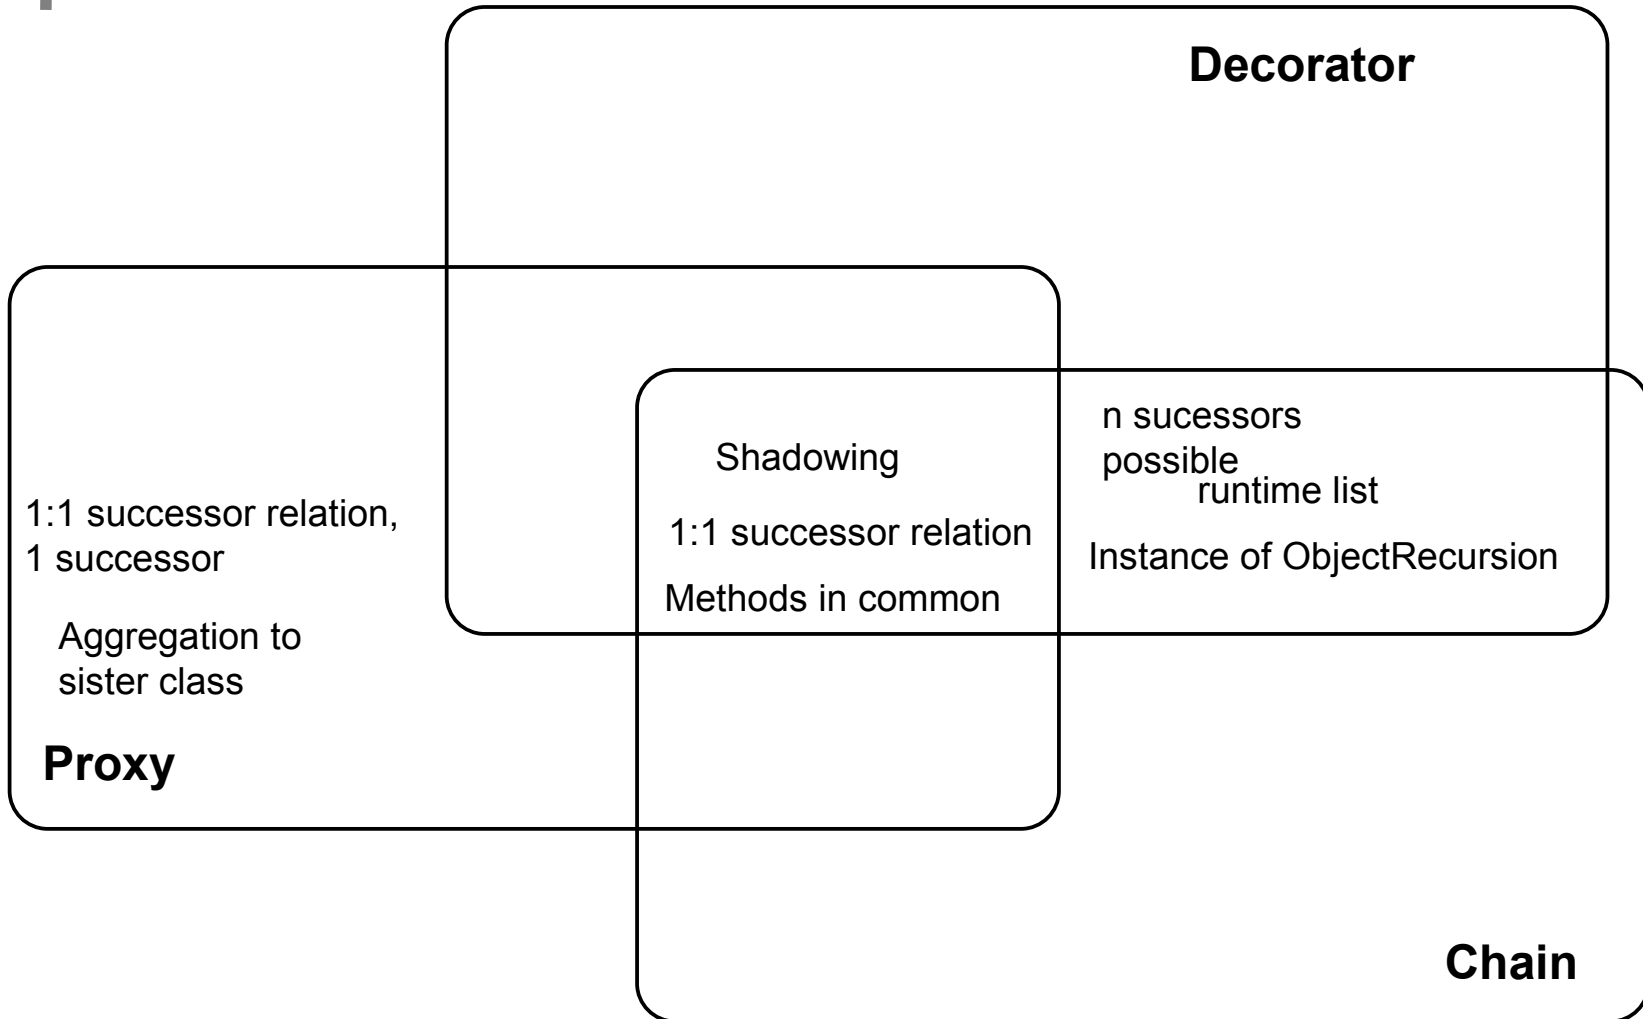 Decorator
n sucessors
possible
runtime list
Instance of ObjectRecursion
Shadowing
1:1 successor relation
Methods in common
1:1 successor relation,
1 successor
Aggregation to
sister class
Proxy
Chain